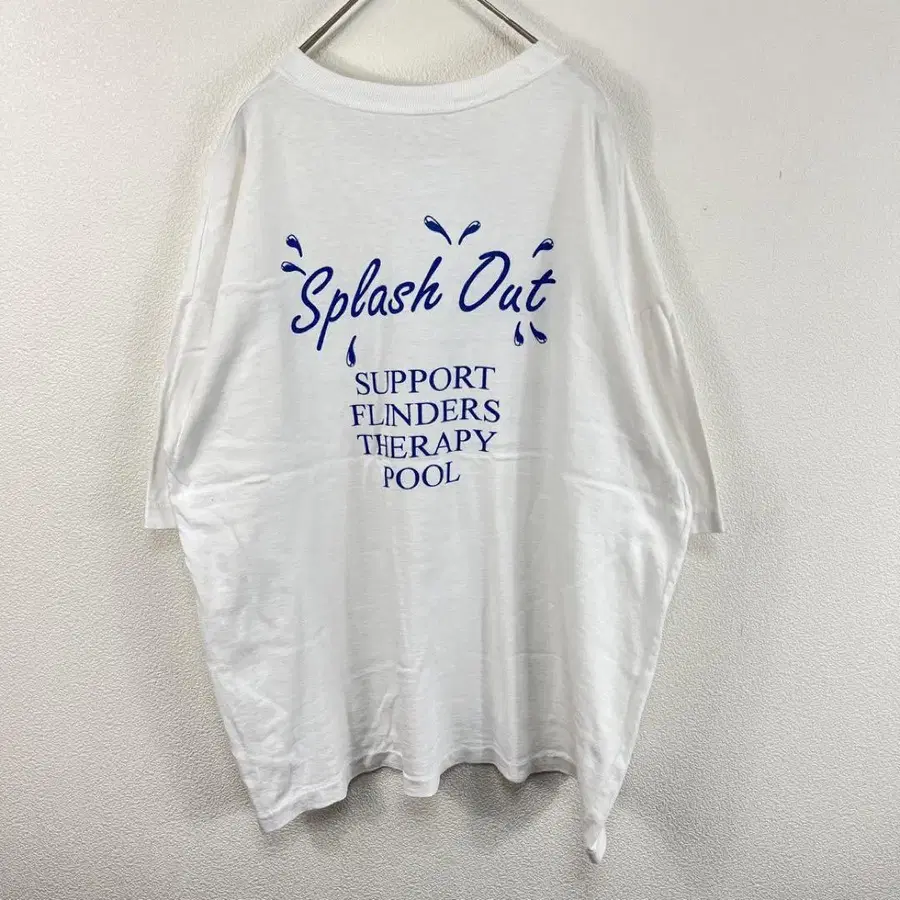 Splash Out
SUPPORT
FLINDERS
THERAPY
POOL